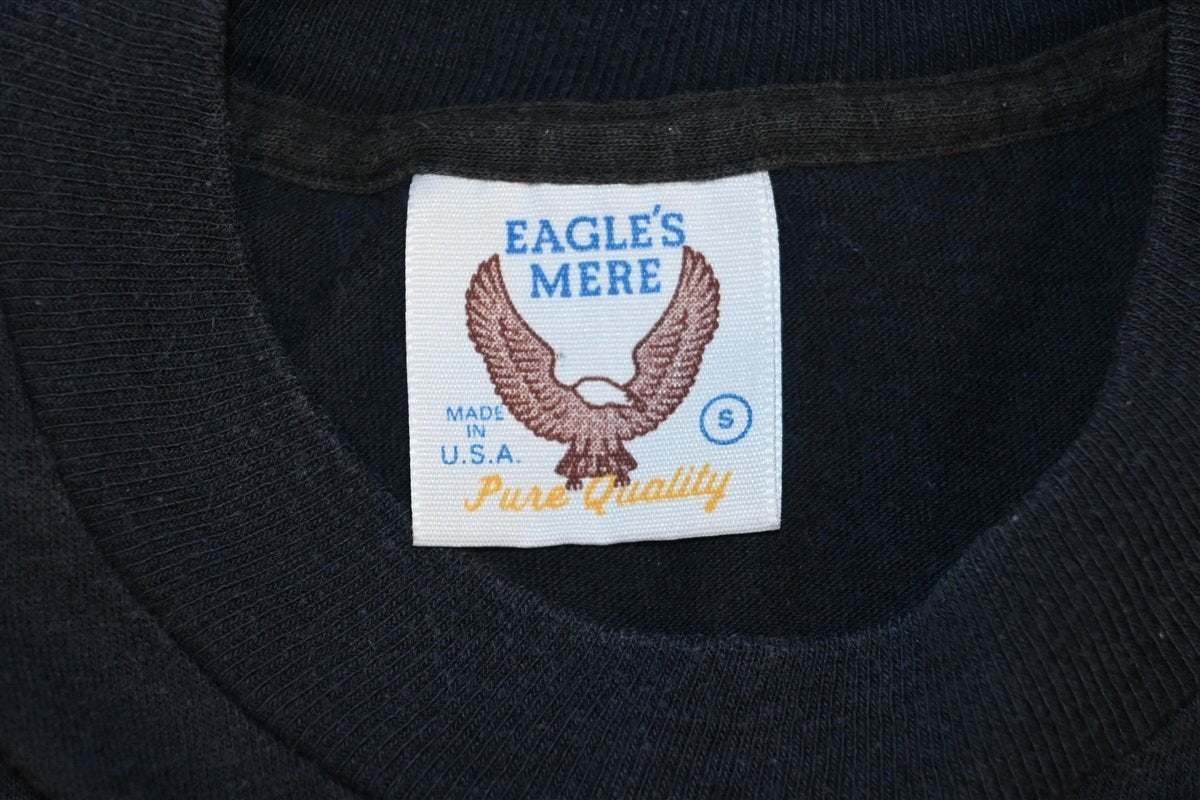 EAGLE'S
MERE
MADE
IN
U.S.A.
S
Pure Quality